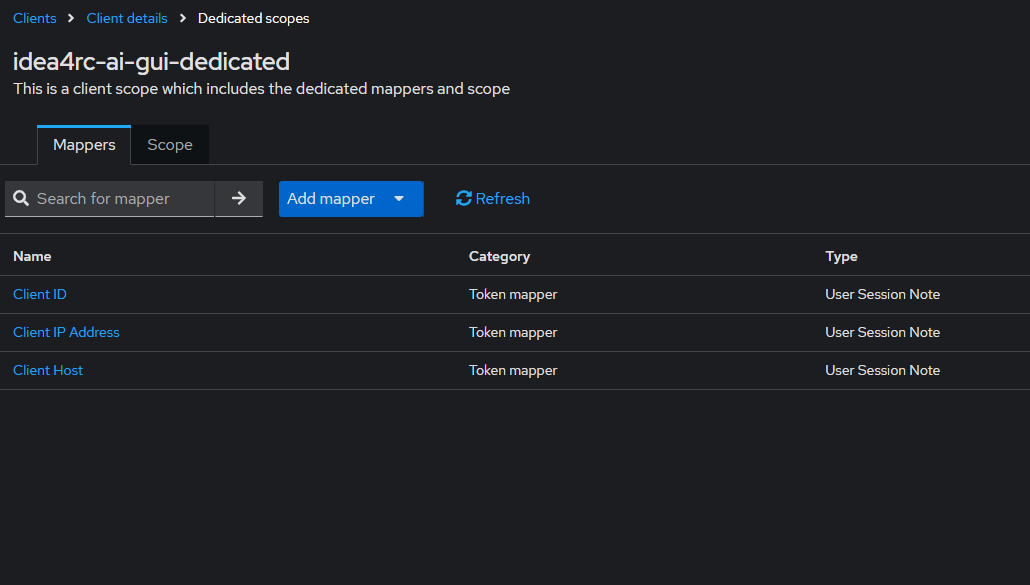 Clients > Client details > Dedicated scopes
idea4rc-ai-gui-dedicated
This is a client scope which includes the dedicated mappers and scope
Mappers Scope
Search for mapper Add mapper Refresh
Name Category Type
Client ID Token mapper User Session Note
Client IP Address Token mapper User Session Note
Client Host Token mapper User Session Note